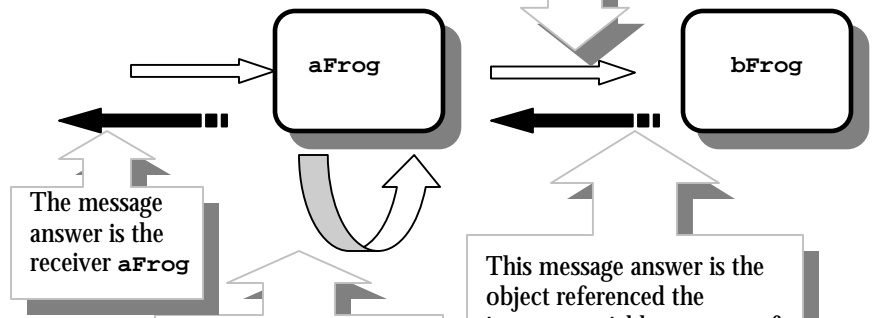 aFrog
bFrog
The message
answer is the
receiver aFrog
This message answer is the
object referenced the